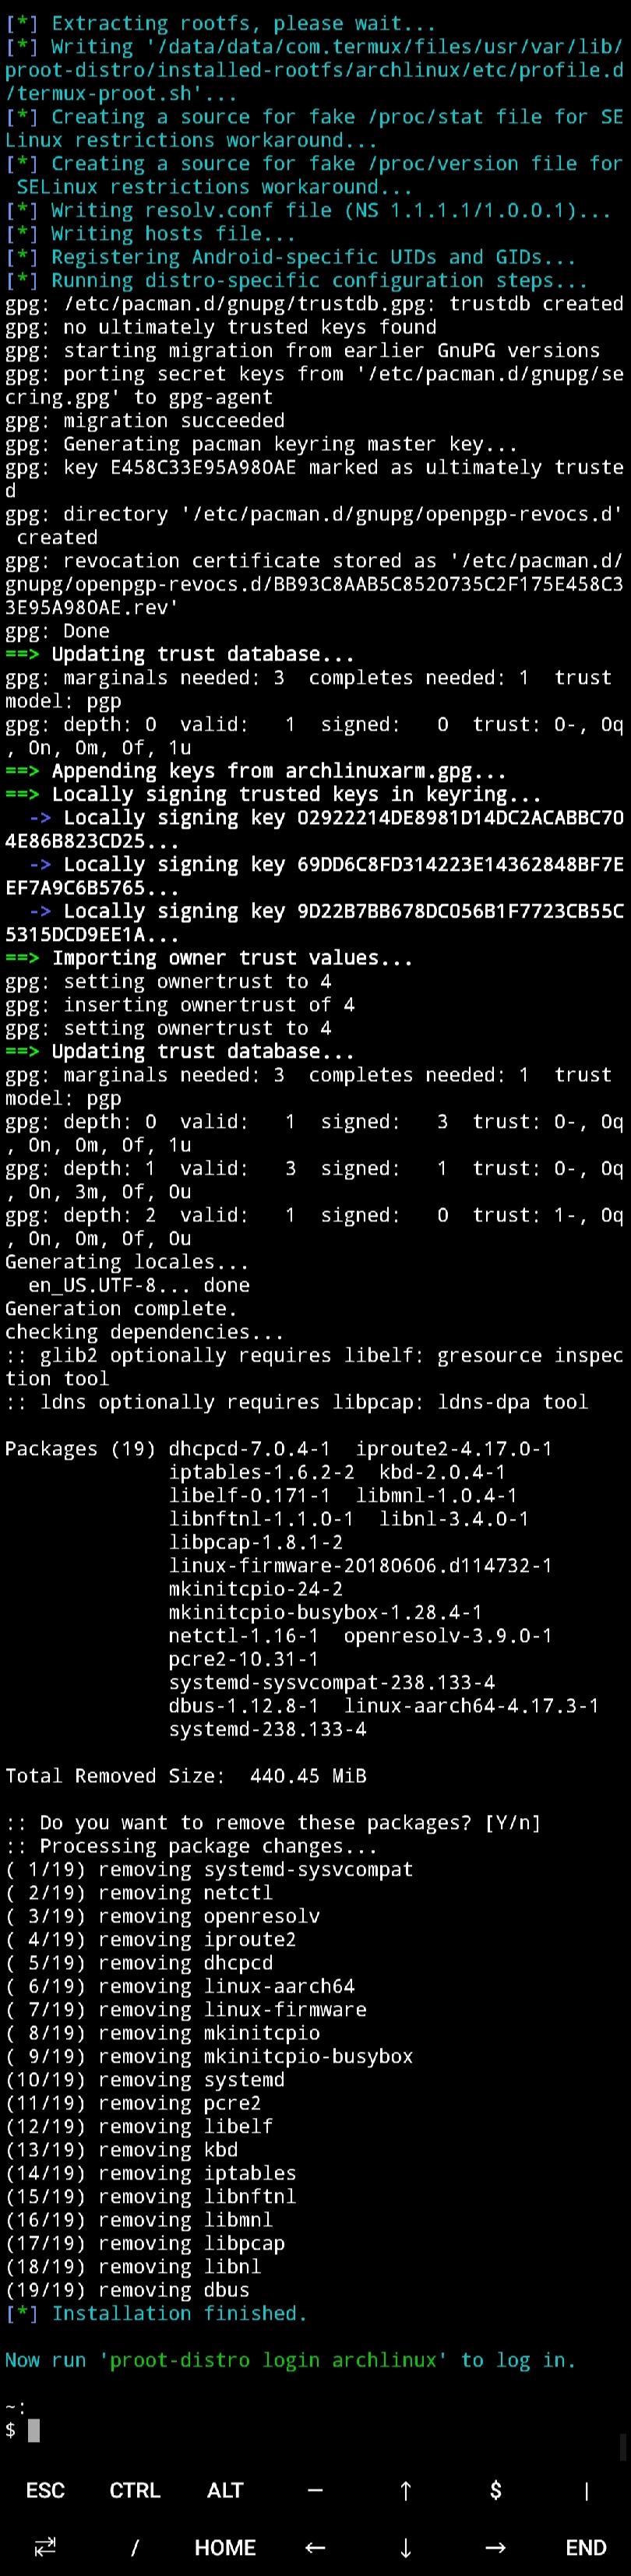 [*] Extracting rootfs, please wait...
[*] Writing '/data/data/com.termux/files/usr/var/lib/
proot-distro/installed-rootfs/archlinux/etc/profile.d
/termux-proot.sh'...
[*] Creating a source for fake /proc/stat file for SE
Linux restrictions workaround...
[*] Creating a source for fake /proc/version file for
 SELinux restrictions workaround...
[*] Writing resolv.conf file (NS 1.1.1.1/1.0.0.1)...
[*] Writing hosts file...
[*] Registering Android-specific UIDs and GIDs...
[*] Running distro-specific configuration steps...
gpg: /etc/pacman.d/gnupg/trustdb.gpg: trustdb created
gpg: no ultimately trusted keys found
gpg: starting migration from earlier GnuPG versions
gpg: porting secret keys from '/etc/pacman.d/gnupg/se
cring.gpg' to gpg-agent
gpg: migration succeeded
gpg: Generating pacman keyring master key...
gpg: key E458C33E95A980AE marked as ultimately truste
d
gpg: directory '/etc/pacman.d/gnupg/openpgp-revocs.d'
 created
gpg: revocation certificate stored as '/etc/pacman.d/
gnupg/openpgp-revocs.d/BB93C8AAB5C8520735C2F175E458C3
3E95A980AE.rev'
gpg: Done
==> Updating trust database...
gpg: marginals needed: 3  completes needed: 1  trust
model: pgp
gpg: depth: 0  valid:   1  signed:   0  trust: 0-, 0q
, 0n, 0m, 0f, 1u
==> Appending keys from archlinuxarm.gpg...
==> Locally signing trusted keys in keyring...
  -> Locally signing key 02922214DE8981D14DC2ACABBC70
4E86B823CD25...
  -> Locally signing key 69DD6C8FD314223E14362848BF7E
EF7A9C6B5765...
  -> Locally signing key 9D22B7BB678DC056B1F7723CB55C
5315DCD9EE1A...
==> Importing owner trust values...
gpg: setting ownertrust to 4
gpg: inserting ownertrust of 4
gpg: setting ownertrust to 4
==> Updating trust database...
gpg: marginals needed: 3  completes needed: 1  trust
model: pgp
gpg: depth: 0  valid:   1  signed:   3  trust: 0-, 0q
, 0n, 0m, 0f, 1u
gpg: depth: 1  valid:   3  signed:   1  trust: 0-, 0q
, 0n, 3m, 0f, 0u
gpg: depth: 2  valid:   1  signed:   0  trust: 1-, 0q
, 0n, 0m, 0f, 0u
Generating locales...
  en_US.UTF-8... done
Generation complete.
checking dependencies...
:: glib2 optionally requires libelf: gresource inspec
tion tool
:: ldns optionally requires libpcap: ldns-dpa tool
Packages (19) dhcpcd-7.0.4-1  iproute2-4.17.0-1
              iptables-1.6.2-2  kbd-2.0.4-1
              libelf-0.171-1  libmnl-1.0.4-1
              libnftnl-1.1.0-1  libnl-3.4.0-1
              libpcap-1.8.1-2
              linux-firmware-20180606.d114732-1
              mkinitcpio-24-2
              mkinitcpio-busybox-1.28.4-1
              netctl-1.16-1  openresolv-3.9.0-1
              pcre2-10.31-1
              systemd-sysvcompat-238.133-4
              dbus-1.12.8-1  linux-aarch64-4.17.3-1
              systemd-238.133-4
Total Removed Size:  440.45 MiB
:: Do you want to remove these packages? [Y/n]
:: Processing package changes...
( 1/19) removing systemd-sysvcompat
( 2/19) removing netctl
( 3/19) removing openresolv
( 4/19) removing iproute2
( 5/19) removing dhcpcd
( 6/19) removing linux-aarch64
( 7/19) removing linux-firmware
( 8/19) removing mkinitcpio
( 9/19) removing mkinitcpio-busybox
(10/19) removing systemd
(11/19) removing pcre2
(12/19) removing libelf
(13/19) removing kbd
(14/19) removing iptables
(15/19) removing libnftnl
(16/19) removing libmnl
(17/19) removing libpcap
(18/19) removing libnl
(19/19) removing dbus
[*] Installation finished.
Now run 'proot-distro login archlinux' to log in.
~:
$
ESC CTRL ALT — ↑ $ |
⇄ / HOME ← ↓ → END